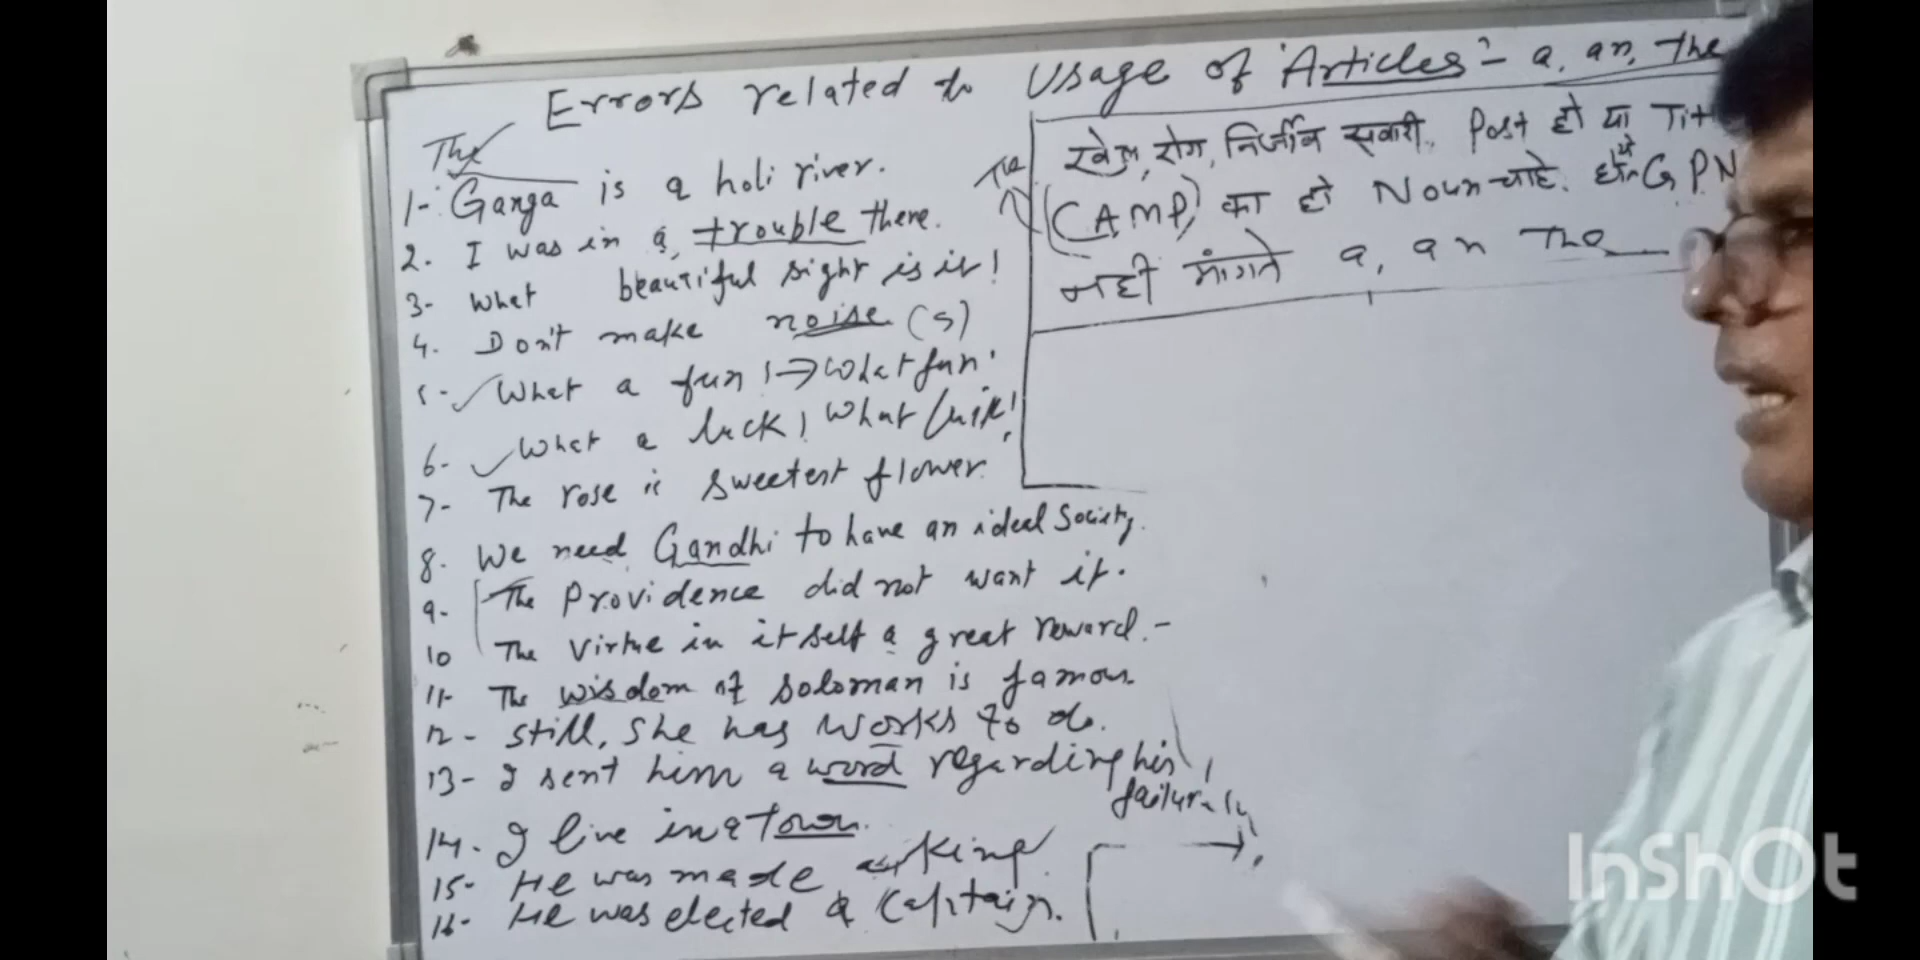 Errors related to Usage of Articles:- a, an, The
The
1- Ganga is a holi river.
2. I was in a trouble there.
3- What beautiful sight is it!
4. Don't make noise (s)
5- What a fun! → What fun!
6- What a luck! What luck!
7- The rose is sweetest flower.
8. We need Gandhi to have an ideal Society.
9- The Providence did not want it.
10 The Virtue in itself a great reward.-
11- The wisdom of Soloman is famous.
12- Still, She has works to do.
13- I sent him a word regarding his
failure
14. I live in a town.
15- He was made a King
16- He was elected a Captain.
खेल, रोग, निर्जीव सवारी, Post हो या Tit
The
(CAMP) का हो Noun चाहे, हों GPN
नहीं मांगते a, an The
InShOt